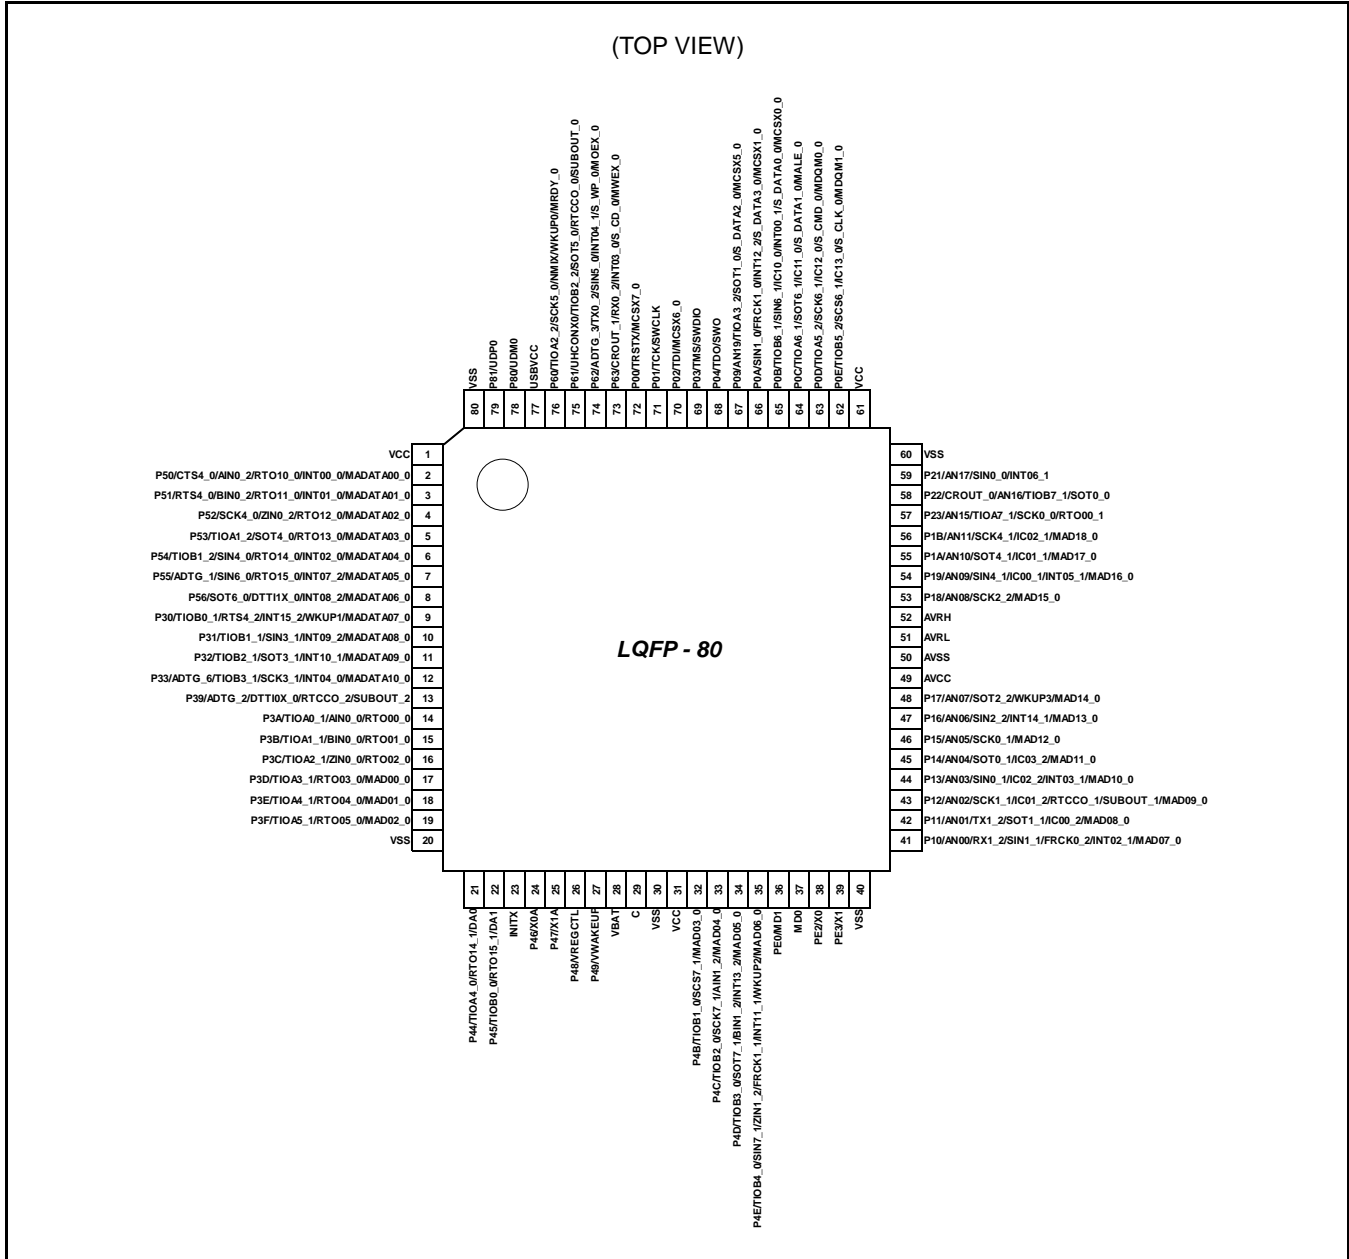 (TOP VIEW)
VSS
P81/UDP0
P80/UDM0
USBVCC
P60/TIOA2_2/SCK5_0/NMIX/WKUP0/MRDY_0
P61/UHCONX0/TIOB2_2/SOT5_0/RTCCO_0/SUBOUT_0
P62/ADTG_3/TX0_2/SIN5_0/INT04_1/S_WP_0/MOEX_0
P63/CROUT_1/RX0_2/INT03_0/S_CD_0/MWEX_0
P00/TRSTX/MCSX7_0
P01/TCK/SWCLK
P02/TDI/MCSX6_0
P03/TMS/SWDIO
P04/TDO/SWO
P09/AN19/TIOA3_2/SOT1_0/S_DATA2_0/MCSX5_0
P0A/SIN1_0/FRCK1_0/INT12_2/S_DATA3_0/MCSX1_0
P0B/TIOB6_1/SIN6_1/IC10_0/INT00_1/S_DATA0_0/MCSX0_0
P0C/TIOA6_1/SOT6_1/IC11_0/S_DATA1_0/MALE_0
P0D/TIOA5_2/SCK6_1/IC12_0/S_CMD_0/MDQM0_0
P0E/TIOB5_2/SCS6_1/IC13_0/S_CLK_0/MDQM1_0
VCC
80 79 78 77 76 75 74 73 72 71 70 69 68 67 66 65 64 63 62 61
VCC 1
P50/CTS4_0/AIN0_2/RTO10_0/INT00_0/MADATA00_0 2
P51/RTS4_0/BIN0_2/RTO11_0/INT01_0/MADATA01_0 3
P52/SCK4_0/ZIN0_2/RTO12_0/MADATA02_0 4
P53/TIOA1_2/SOT4_0/RTO13_0/MADATA03_0 5
P54/TIOB1_2/SIN4_0/RTO14_0/INT02_0/MADATA04_0 6
P55/ADTG_1/SIN6_0/RTO15_0/INT07_2/MADATA05_0 7
P56/SOT6_0/DTTI1X_0/INT08_2/MADATA06_0 8
P30/TIOB0_1/RTS4_2/INT15_2/WKUP1/MADATA07_0 9
P31/TIOB1_1/SIN3_1/INT09_2/MADATA08_0 10
P32/TIOB2_1/SOT3_1/INT10_1/MADATA09_0 11
P33/ADTG_6/TIOB3_1/SCK3_1/INT04_0/MADATA10_0 12
P39/ADTG_2/DTTI0X_0/RTCCO_2/SUBOUT_2 13
P3A/TIOA0_1/AIN0_0/RTO00_0 14
P3B/TIOA1_1/BIN0_0/RTO01_0 15
P3C/TIOA2_1/ZIN0_0/RTO02_0 16
P3D/TIOA3_1/RTO03_0/MAD00_0 17
P3E/TIOA4_1/RTO04_0/MAD01_0 18
P3F/TIOA5_1/RTO05_0/MAD02_0 19
VSS 20
LQFP - 80
60 VSS
59 P21/AN17/SIN0_0/INT06_1
58 P22/CROUT_0/AN16/TIOB7_1/SOT0_0
57 P23/AN15/TIOA7_1/SCK0_0/RTO00_1
56 P1B/AN11/SCK4_1/IC02_1/MAD18_0
55 P1A/AN10/SOT4_1/IC01_1/MAD17_0
54 P19/AN09/SIN4_1/IC00_1/INT05_1/MAD16_0
53 P18/AN08/SCK2_2/MAD15_0
52 AVRH
51 AVRL
50 AVSS
49 AVCC
48 P17/AN07/SOT2_2/WKUP3/MAD14_0
47 P16/AN06/SIN2_2/INT14_1/MAD13_0
46 P15/AN05/SCK0_1/MAD12_0
45 P14/AN04/SOT0_1/IC03_2/MAD11_0
44 P13/AN03/SIN0_1/IC02_2/INT03_1/MAD10_0
43 P12/AN02/SCK1_1/IC01_2/RTCCO_1/SUBOUT_1/MAD09_0
42 P11/AN01/TX1_2/SOT1_1/IC00_2/MAD08_0
41 P10/AN00/RX1_2/SIN1_1/FRCK0_2/INT02_1/MAD07_0
21 22 23 24 25 26 27 28 29 30 31 32 33 34 35 36 37 38 39 40
P44/TIOA4_0/RTO14_1/DA0
P45/TIOB0_0/RTO15_1/DA1
INITX
P46/X0A
P47/X1A
P48/VREGCTL
P49/VWAKEUP
VBAT
C
VSS
VCC
P4B/TIOB1_0/SCS7_1/MAD03_0
P4C/TIOB2_0/SCK7_1/AIN1_2/MAD04_0
P4D/TIOB3_0/SOT7_1/BIN1_2/INT13_2/MAD05_0
P4E/TIOB4_0/SIN7_1/ZIN1_2/FRCK1_1/INT11_1/WKUP2/MAD06_0
PE0/MD1
MD0
PE2/X0
PE3/X1
VSS